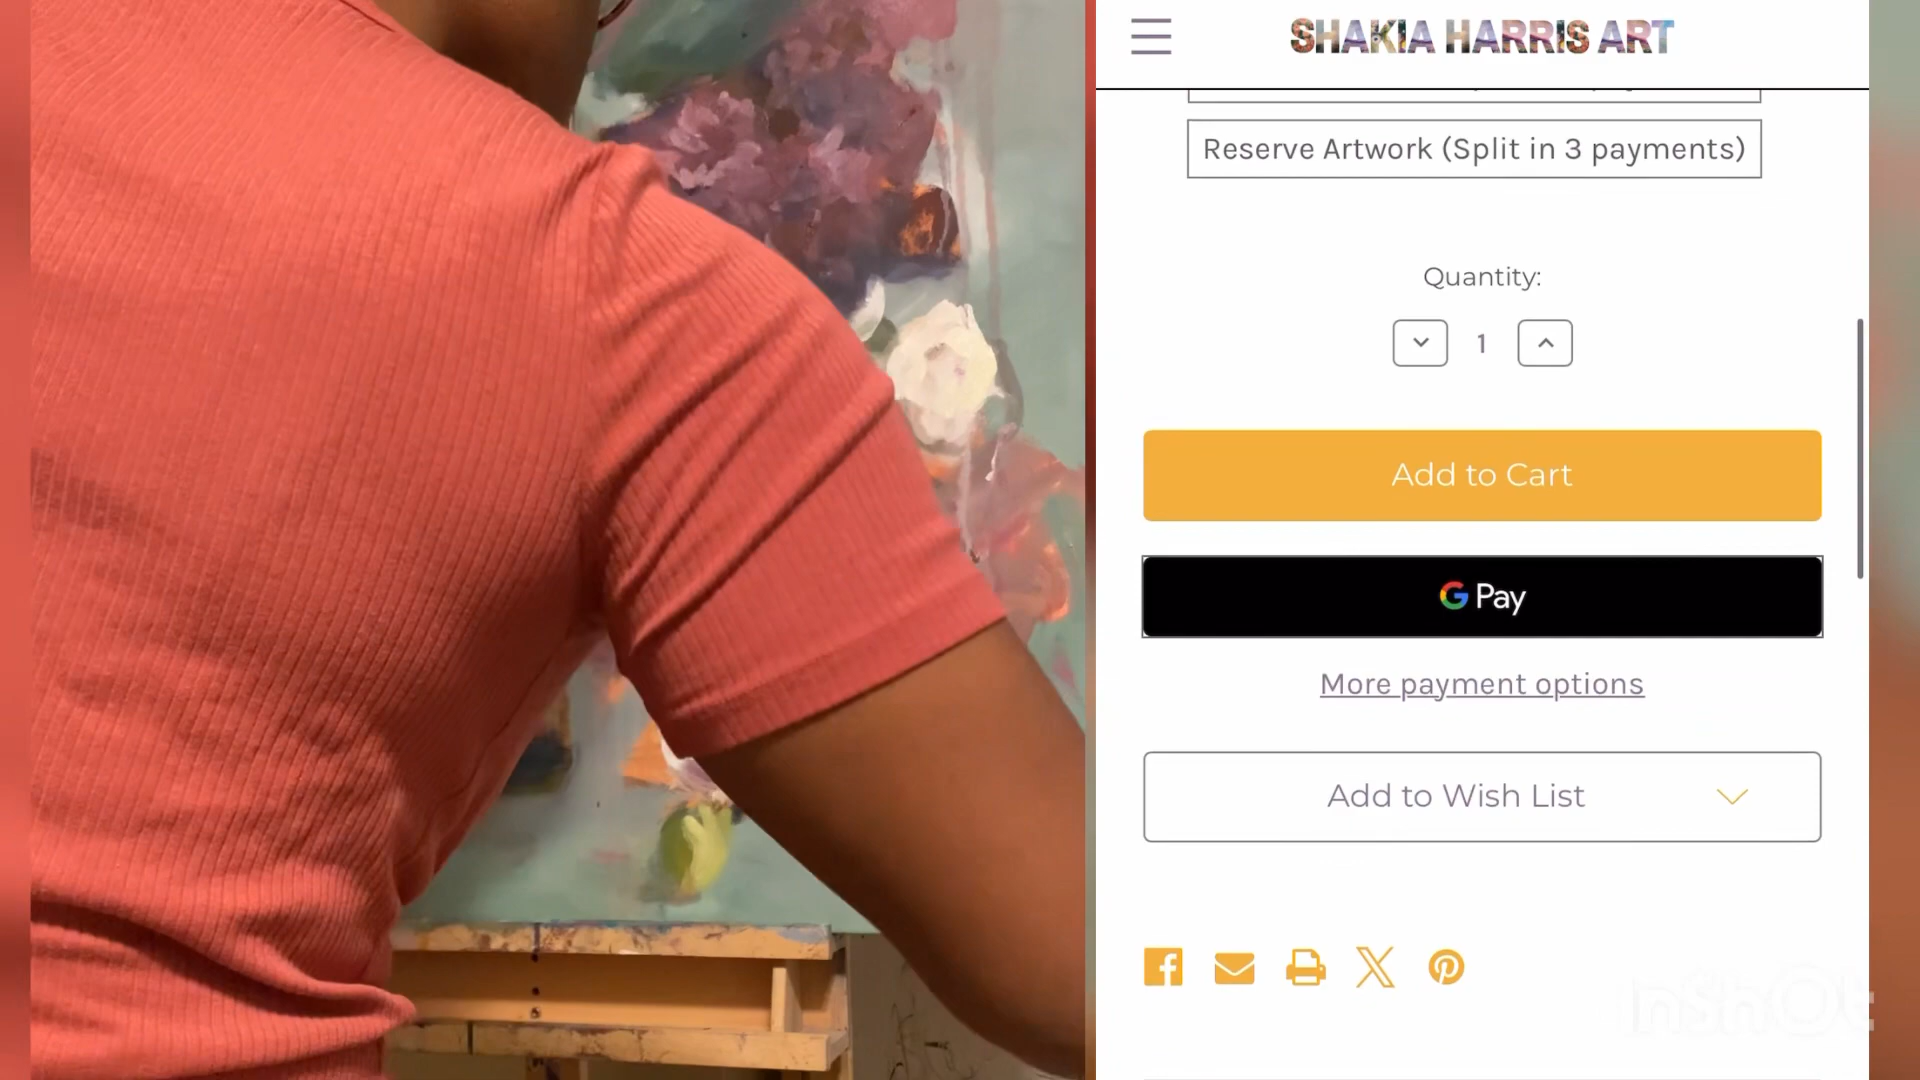 SHAKIA HARRIS ART
Reserve Artwork (Split in 3 payments)
Quantity:
1
Add to Cart
G Pay
More payment options
Add to Wish List
InShOt